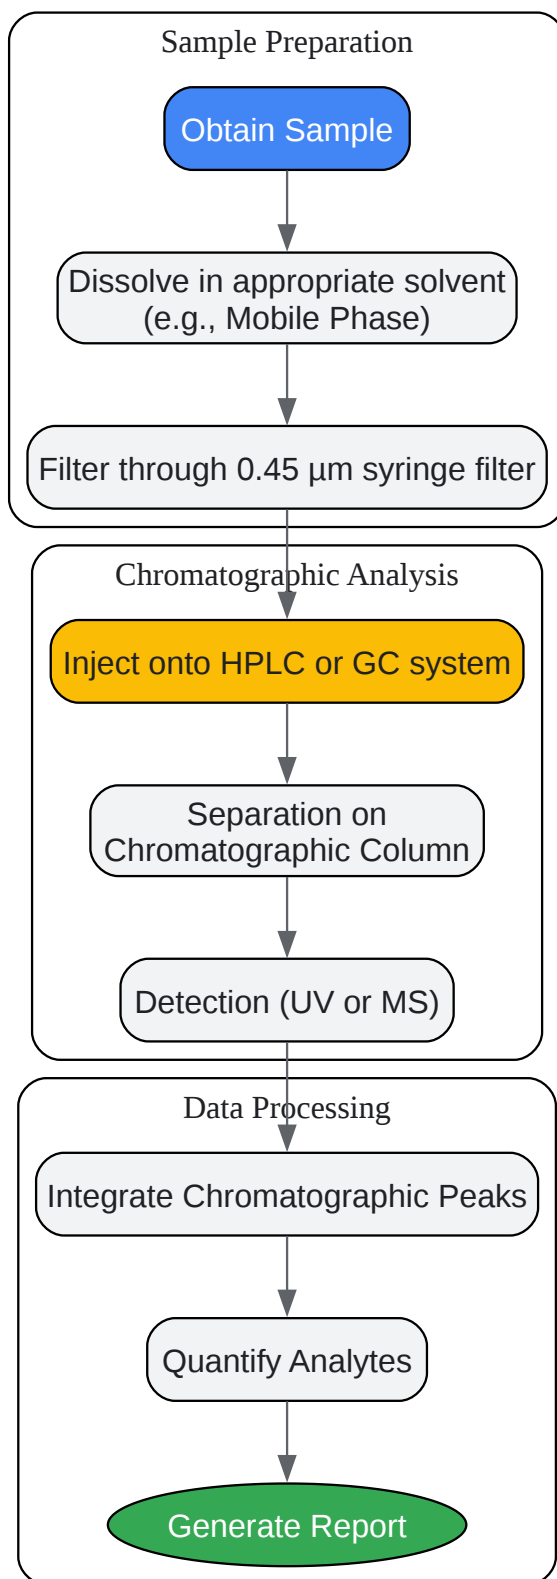 Sample Preparation
Obtain Sample
Dissolve in appropriate solvent
(e.g., Mobile Phase)
Filter through 0.45 µm syringe filter
Chromatographic Analysis
Inject onto HPLC or GC system
Separation on
Chromatographic Column
Detection (UV or MS)
Data Processing
Integrate Chromatographic Peaks
Quantify Analytes
Generate Report